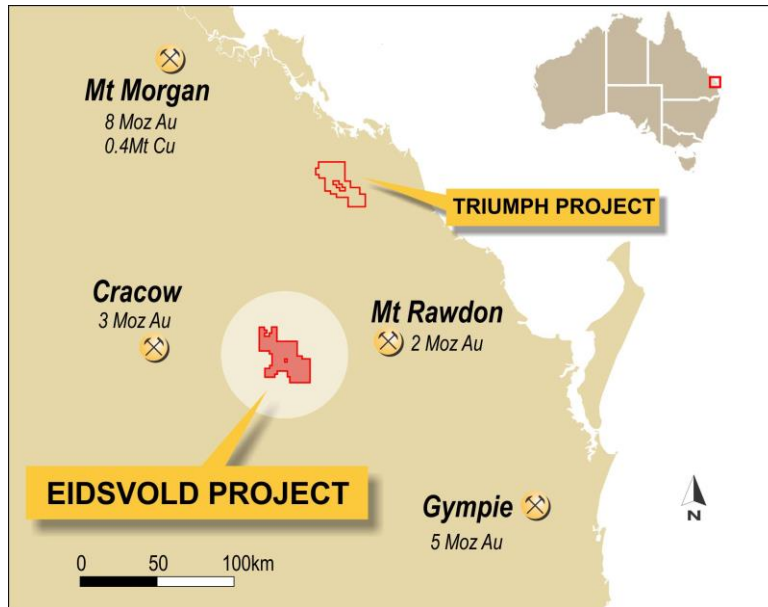 Mt Morgan
8 Moz Au
0.4Mt Cu
TRIUMPH PROJECT
Cracow
3 Moz Au
Mt Rawdon
2 Moz Au
EIDSVOLD PROJECT
Gympie
5 Moz Au
N
0 50 100km